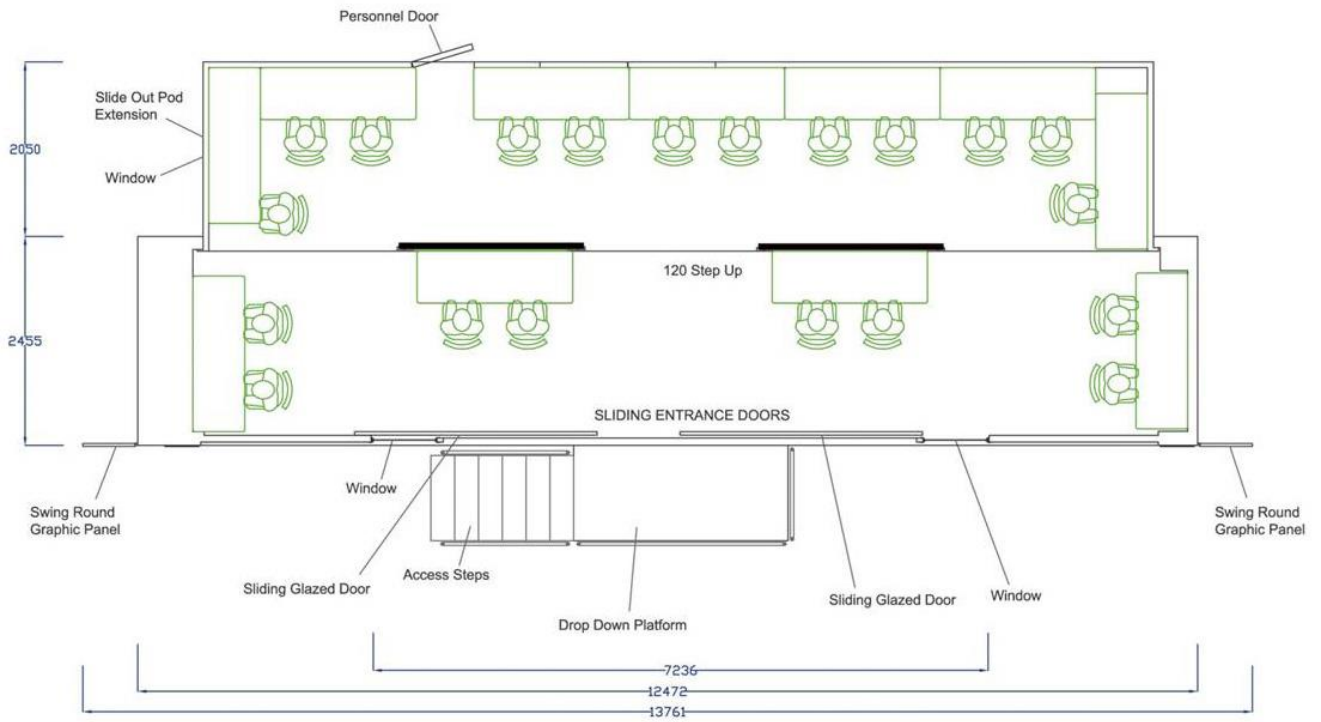 Personnel Door
Slide Out Pod
Extension
2050
Window
120 Step Up
2455
SLIDING ENTRANCE DOORS
Window
Swing Round
Graphic Panel
Swing Round
Graphic Panel
Access Steps
Sliding Glazed Door
Sliding Glazed Door
Window
Drop Down Platform
7236
12472
13761